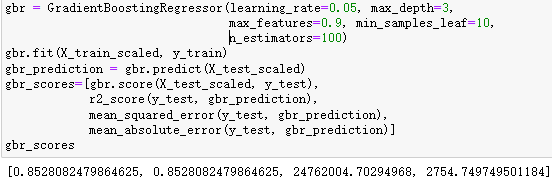 gbr = GradientBoostingRegressor(learning_rate=0.05, max_depth=3,
max_features=0.9, min_samples_leaf=10,
n_estimators=100)
gbr.fit(X_train_scaled, y_train)
gbr_prediction = gbr.predict(X_test_scaled)
gbr_scores=[gbr.score(X_test_scaled, y_test),
r2_score(y_test, gbr_prediction),
mean_squared_error(y_test, gbr_prediction),
mean_absolute_error(y_test, gbr_prediction)]
gbr_scores
[0.8528082479864625, 0.8528082479864625, 24762004.70294968, 2754.749749501184]